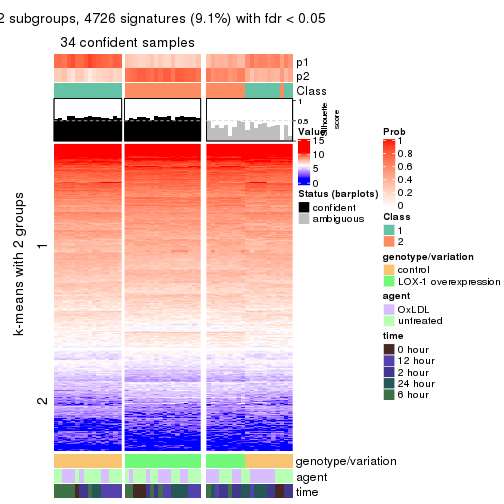 2 subgroups, 4726 signatures (9.1%) with fdr < 0.05
34 confident samples
p1
p2
Class
1
0.5
0
Silhouette
score
k-means with 2 groups
1
2
genotype/variation
agent
time
Value
15
10
5
0
Status (barplots)
confident
ambiguous
Prob
1
0.8
0.6
0.4
0.2
0
Class
1
2
genotype/variation
control
LOX-1 overexpression
agent
OxLDL
untreated
time
0 hour
12 hour
2 hour
24 hour
6 hour